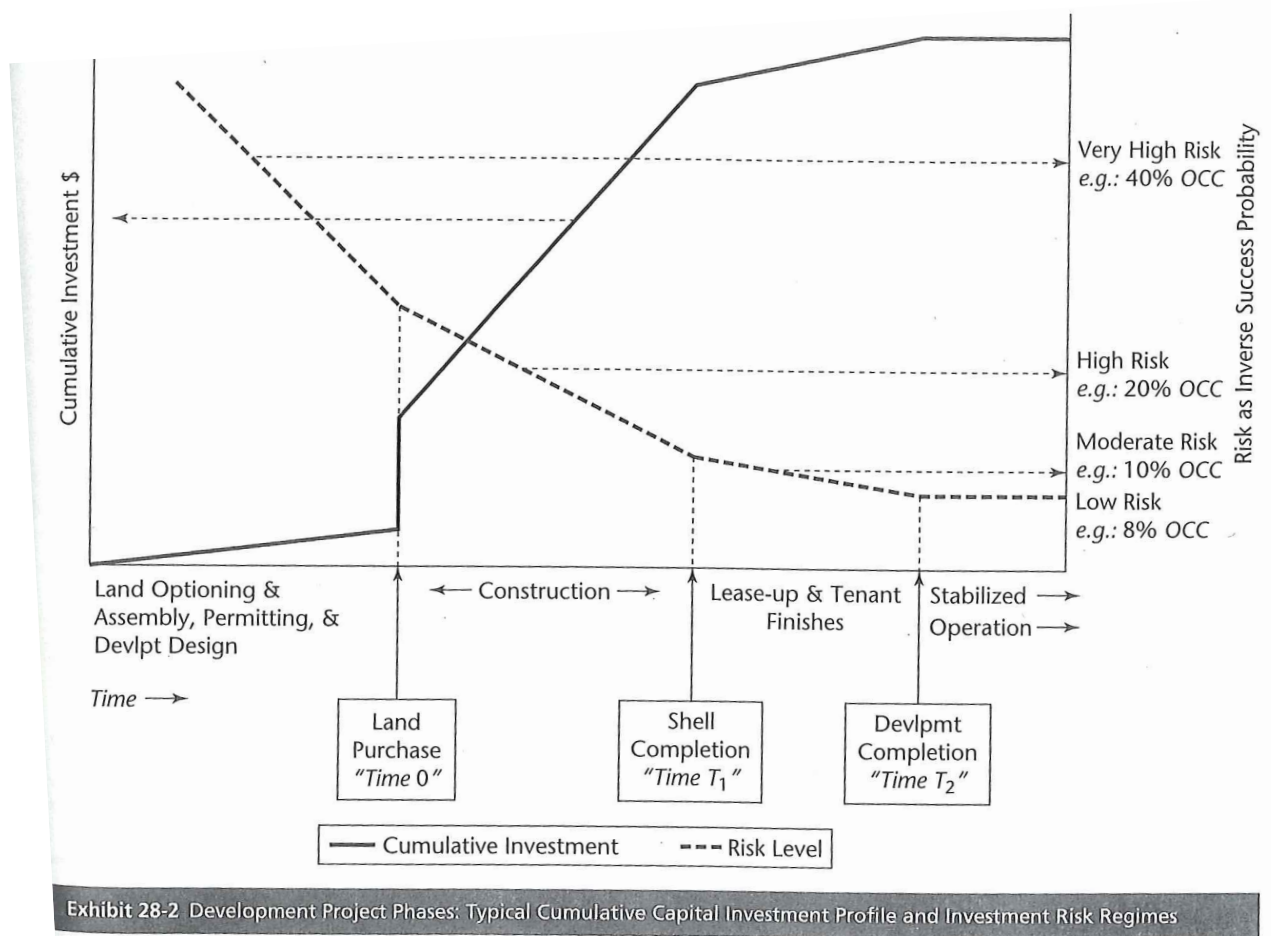 Cumulative Investment $
Very High Risk
e.g.: 40% OCC
High Risk
e.g.: 20% OCC
Moderate Risk
e.g.: 10% OCC
Low Risk
e.g.: 8% OCC
Risk as Inverse Success Probability
Land Optioning &
Assembly, Permitting, &
Devlpt Design
Construction
Lease-up & Tenant
Finishes
Stabilized
Operation
Time
Land
Purchase
"Time 0"
Shell
Completion
"Time T₁"
Devlpmt
Completion
"Time T₂"
Cumulative Investment
Risk Level
Exhibit 28-2 Development Project Phases: Typical Cumulative Capital Investment Profile and Investment Risk Regimes